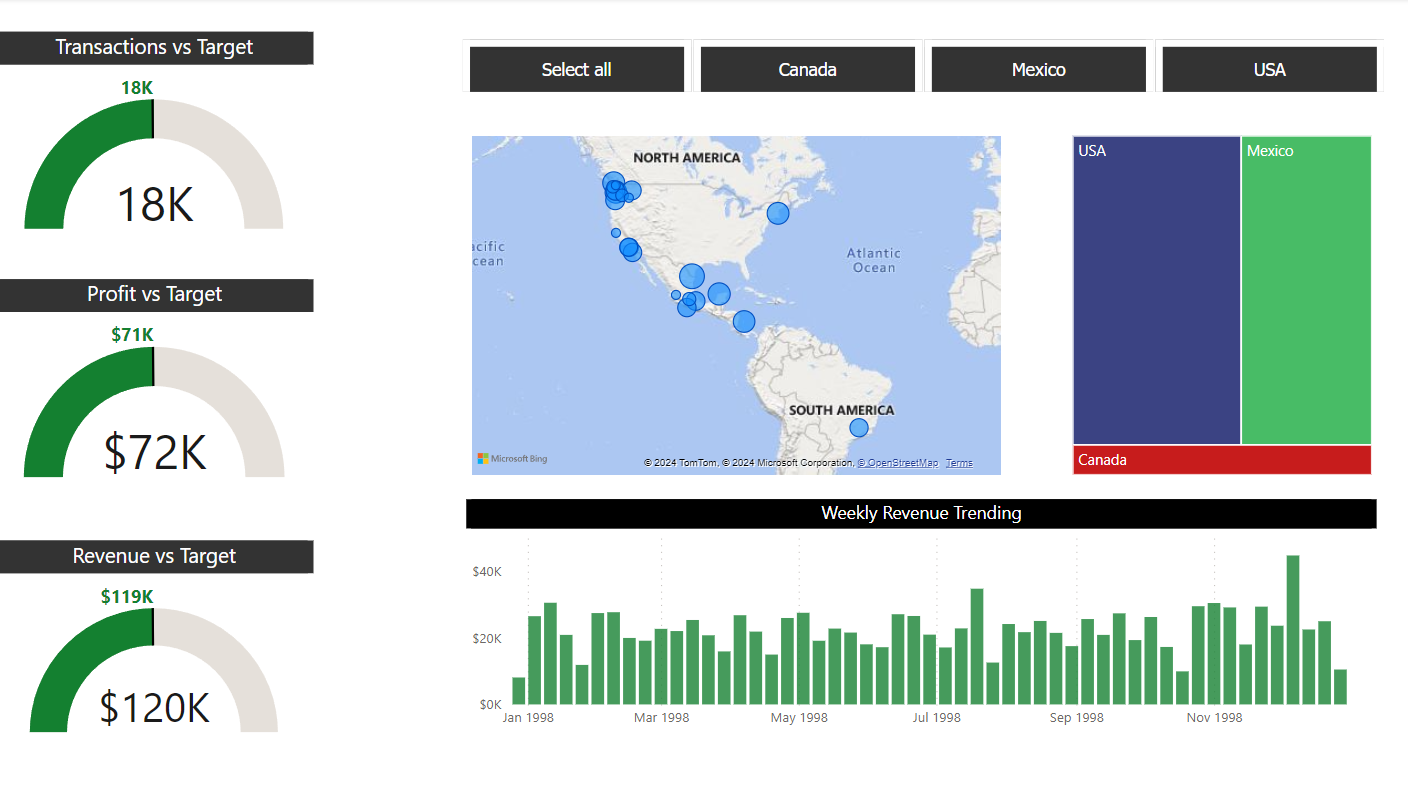 Transactions vs Target
18K
18K
Profit vs Target
$71K
$72K
Revenue vs Target
$119K
$120K
Select all
Canada
Mexico
USA
NORTH AMERICA
acific
cean
Atlantic
Ocean
SOUTH AMERICA
Microsoft Bing
© 2024 TomTom, © 2024 Microsoft Corporation, © OpenStreetMap Terms
USA
Mexico
Canada
Weekly Revenue Trending
$40K
$20K
$0K
Jan 1998
Mar 1998
May 1998
Jul 1998
Sep 1998
Nov 1998